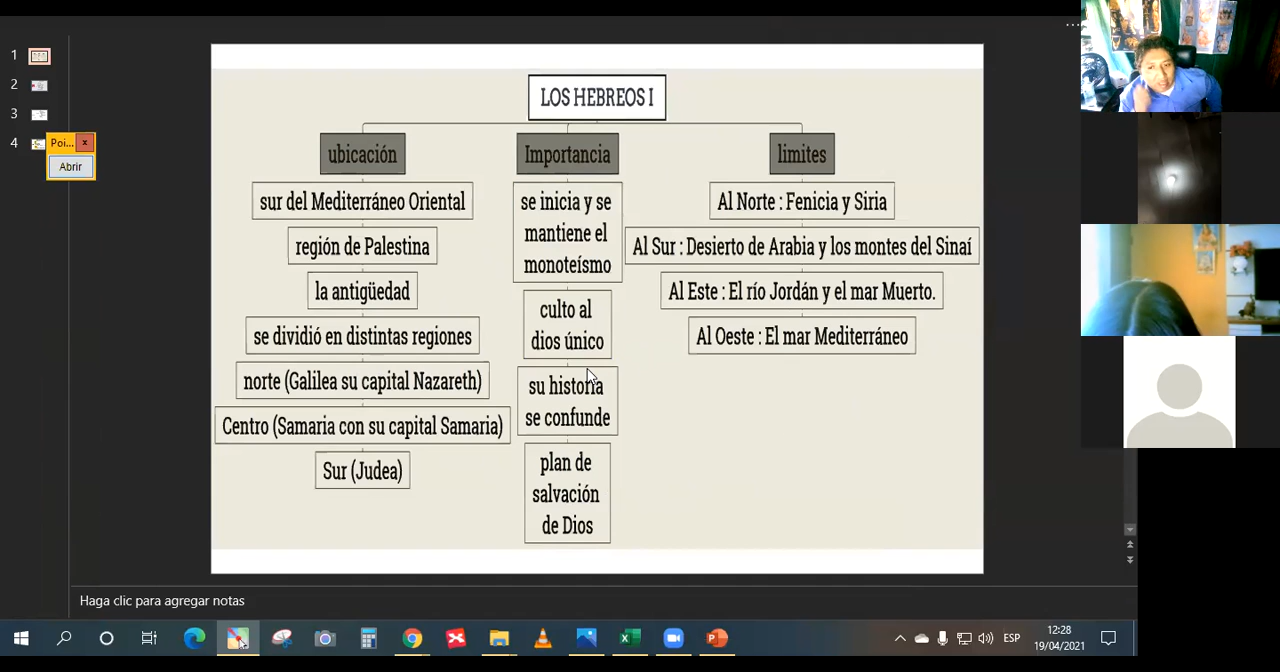 LOS HEBREOS I
ubicación
sur del Mediterráneo Oriental
región de Palestina
la antigüedad
se dividió en distintas regiones
norte (Galilea su capital Nazareth)
Centro (Samaria con su capital Samaria)
Sur (Judea)
Importancia
se inicia y se
mantiene el
monoteísmo
culto al
dios único
su historia
se confunde
plan de
salvación
de Dios
limites
Al Norte : Fenicia y Siria
Al Sur : Desierto de Arabia y los montes del Sinaí
Al Este : El río Jordán y el mar Muerto.
Al Oeste : El mar Mediterráneo
1
2
3
4
Poi...
x
Abrir
Haga clic para agregar notas
ESP
12:28
19/04/2021